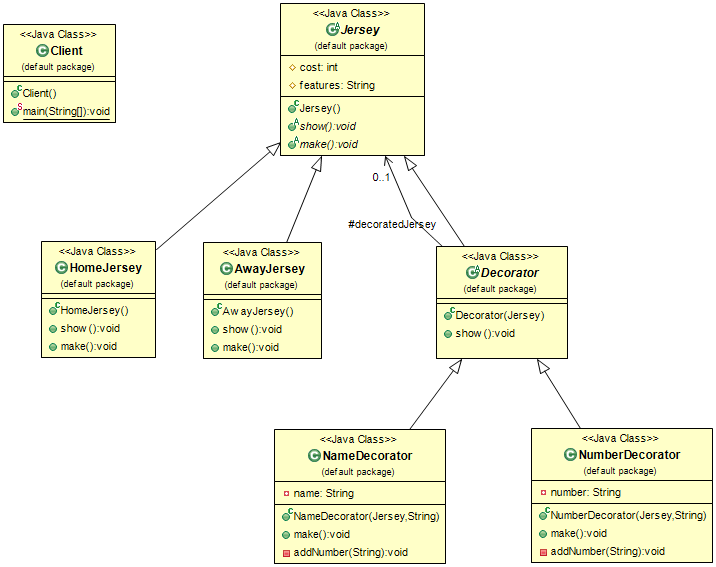 <<Java Class>>
Client
(default package)
Client()
main(String[]):void
<<Java Class>>
Jersey
(default package)
cost: int
features: String
Jersey()
show():void
make():void
0..1
#decoratedJersey
<<Java Class>>
HomeJersey
(default package)
HomeJersey()
show():void
make():void
<<Java Class>>
AwayJersey
(default package)
AwayJersey()
show():void
make():void
<<Java Class>>
Decorator
(default package)
Decorator(Jersey)
show():void
<<Java Class>>
NameDecorator
(default package)
name: String
NameDecorator(Jersey,String)
make():void
addNumber(String):void
<<Java Class>>
NumberDecorator
(default package)
number: String
NumberDecorator(Jersey,String)
make():void
addNumber(String):void